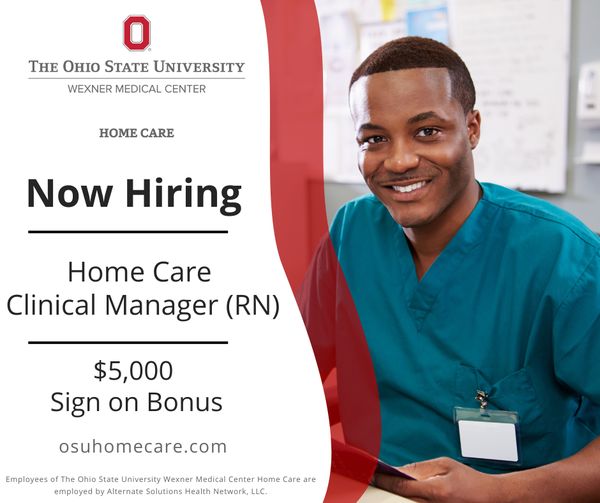 THE OHIO STATE UNIVERSITY
WEXNER MEDICAL CENTER
HOME CARE
Now Hiring
Home Care
Clinical Manager (RN)
$5,000
Sign on Bonus
osuhomecare.com
Employees of The Ohio State University Wexner Medical Center Home Care are
employed by Alternate Solutions Health Network, LLC.